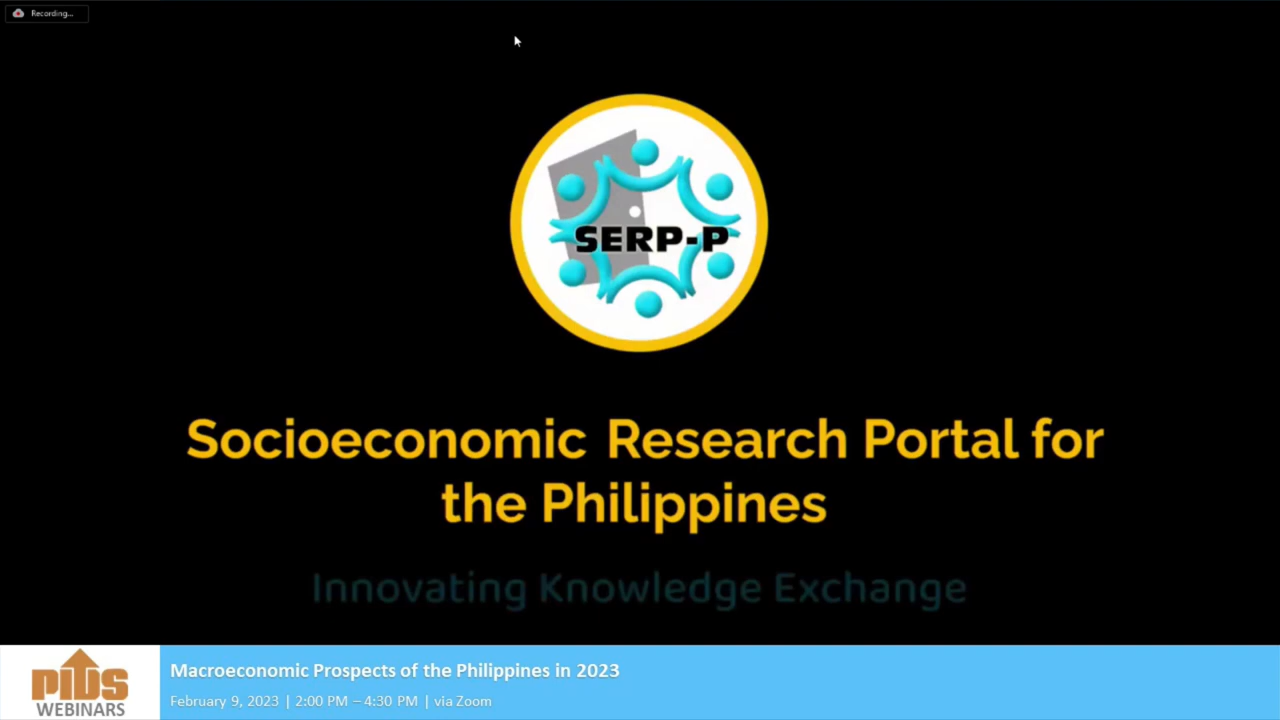 Recording...
SERP-P
Socioeconomic Research Portal for
the Philippines
Innovating Knowledge Exchange
PIDS
WEBINARS
Macroeconomic Prospects of the Philippines in 2023
February 9, 2023 | 2:00 PM – 4:30 PM | via Zoom